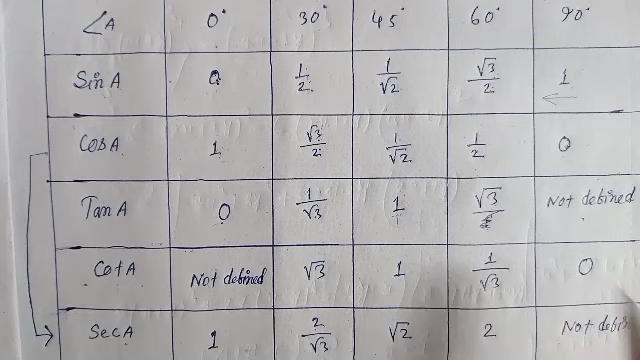 ∠A 0° 30° 45° 60° 90°
Sin A 0 1/2 1/√2 √3/2 1
Cos A 1 √3/2 1/√2 1/2 0
Tan A 0 1/√3 1 √3 Not defined
Cot A Not defined √3 1 1/√3 0
Sec A 1 2/√3 √2 2 Not defin